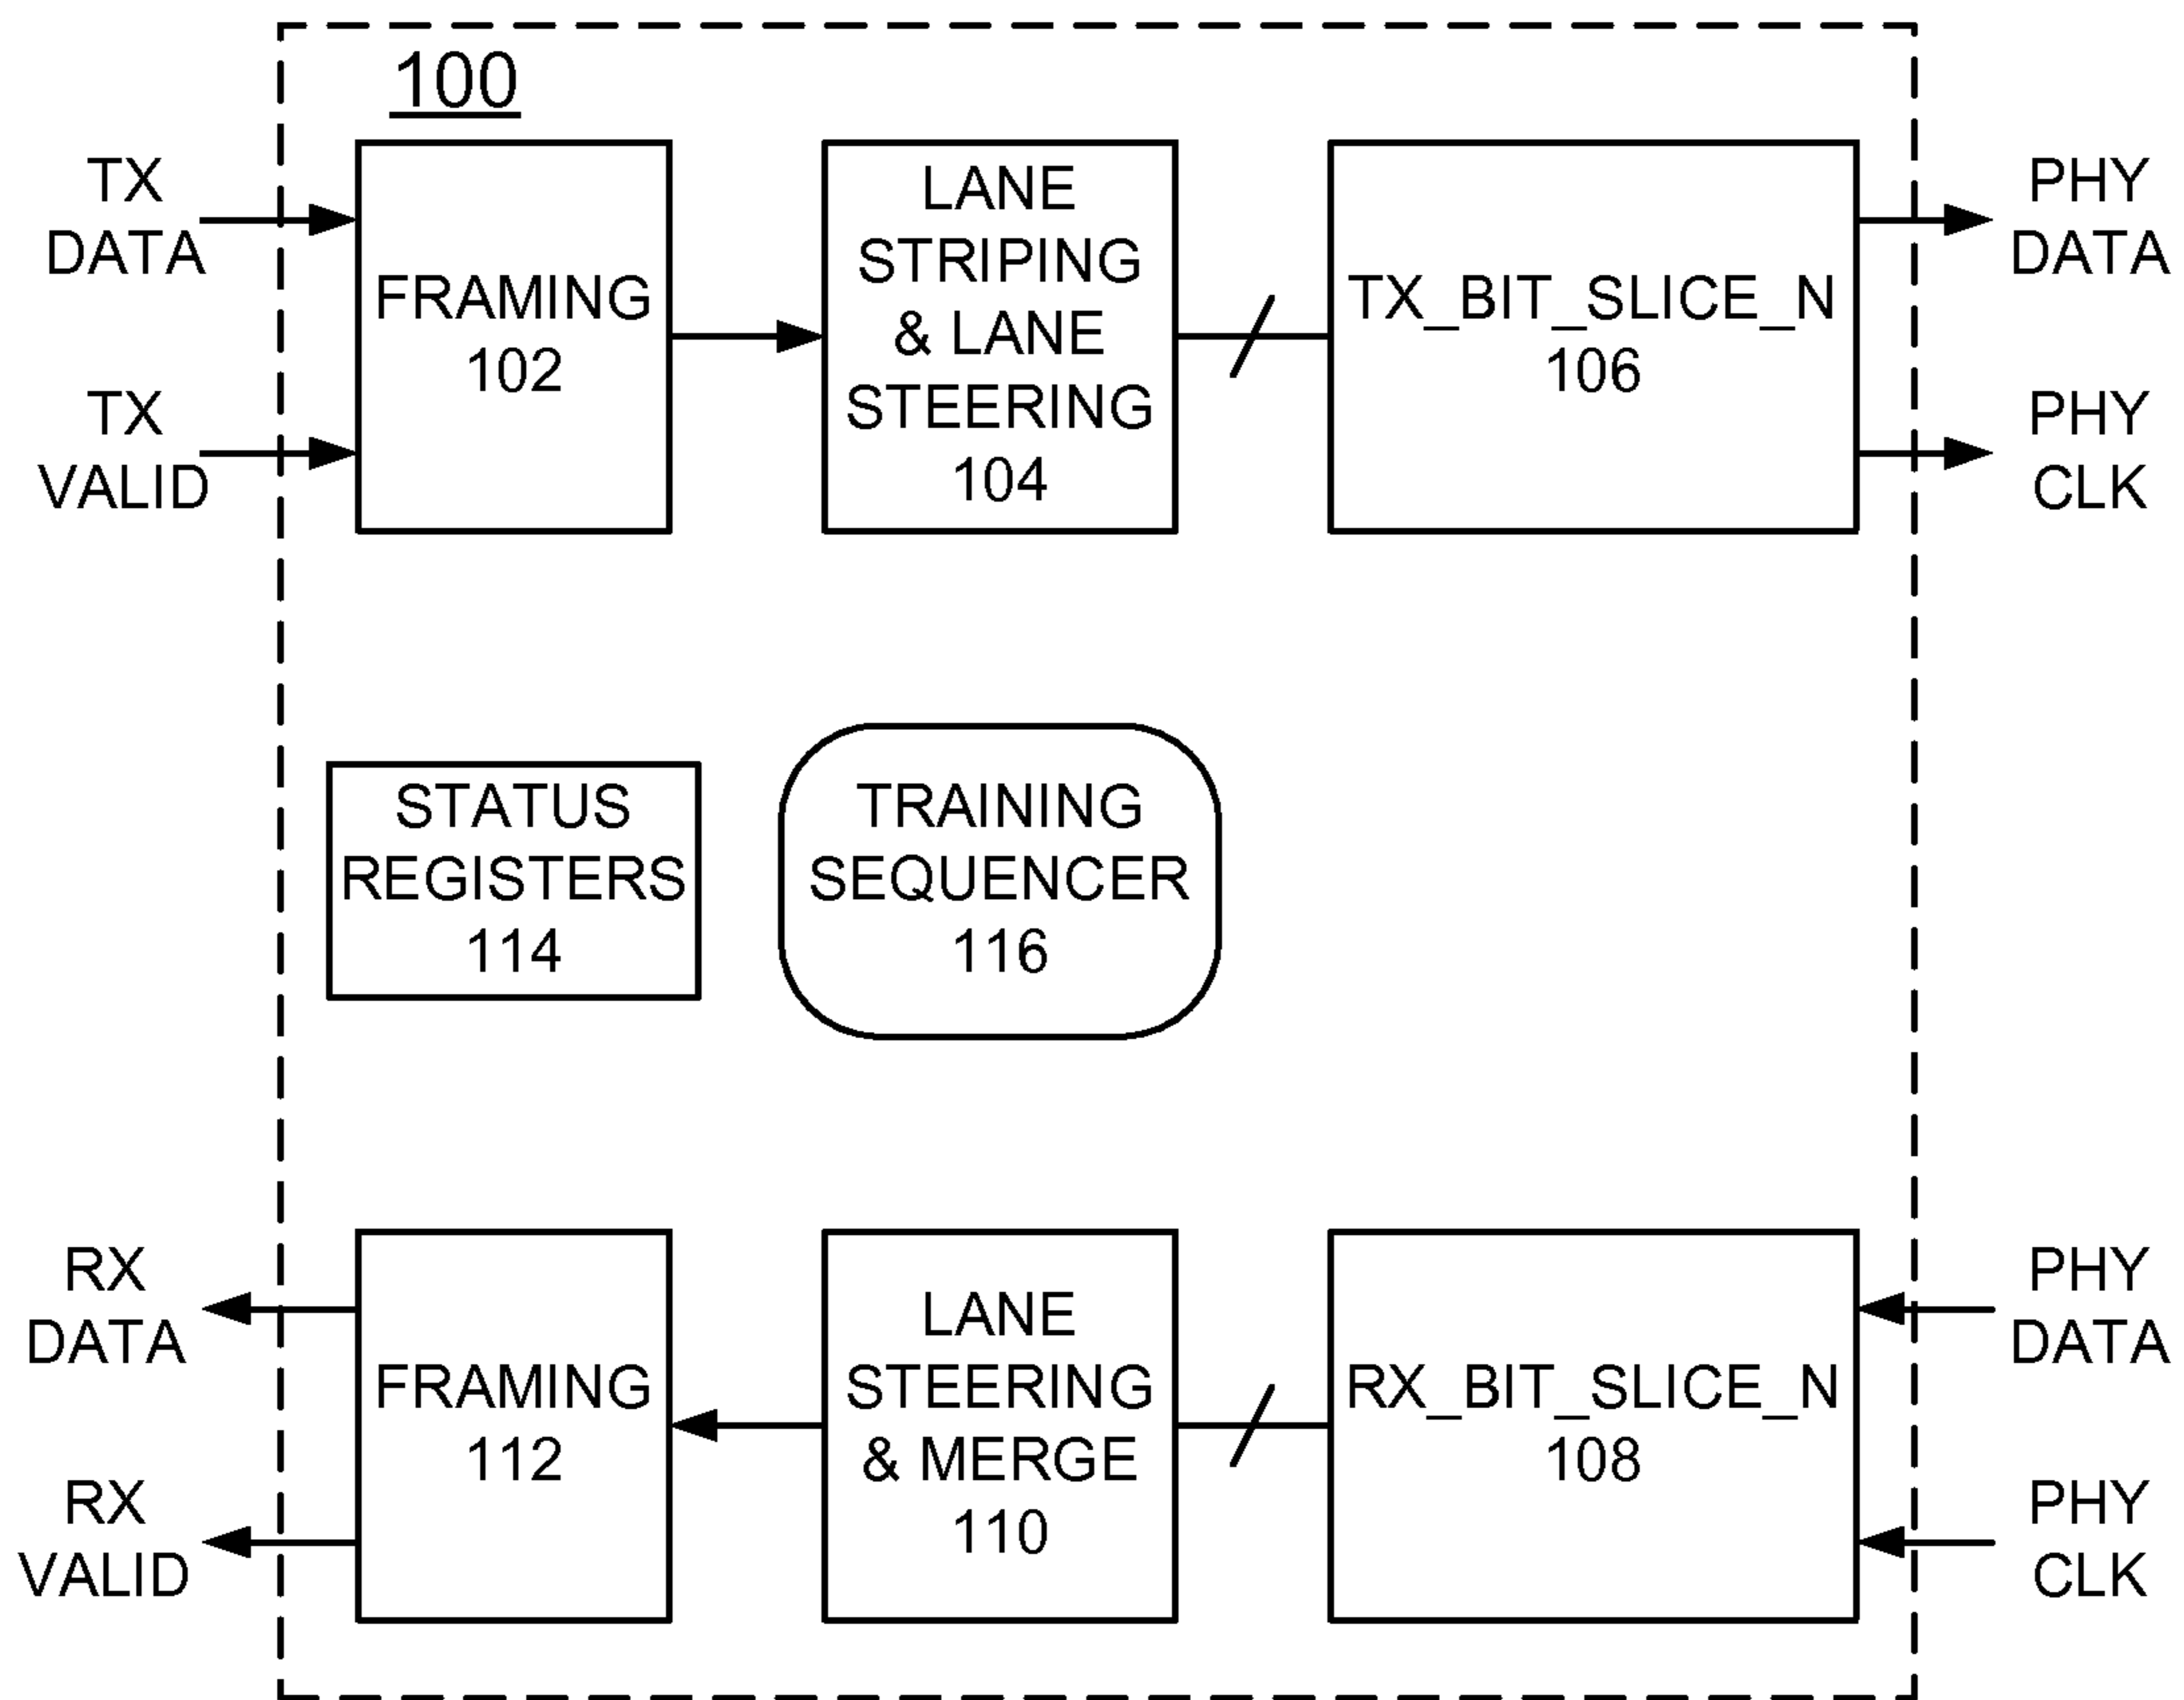 100
TX
DATA
TX
VALID
FRAMING
102
LANE
STRIPING
& LANE
STEERING
104
TX_BIT_SLICE_N
106
PHY
DATA
PHY
CLK
STATUS
REGISTERS
114
TRAINING
SEQUENCER
116
RX
DATA
RX
VALID
FRAMING
112
LANE
STEERING
& MERGE
110
RX_BIT_SLICE_N
108
PHY
DATA
PHY
CLK